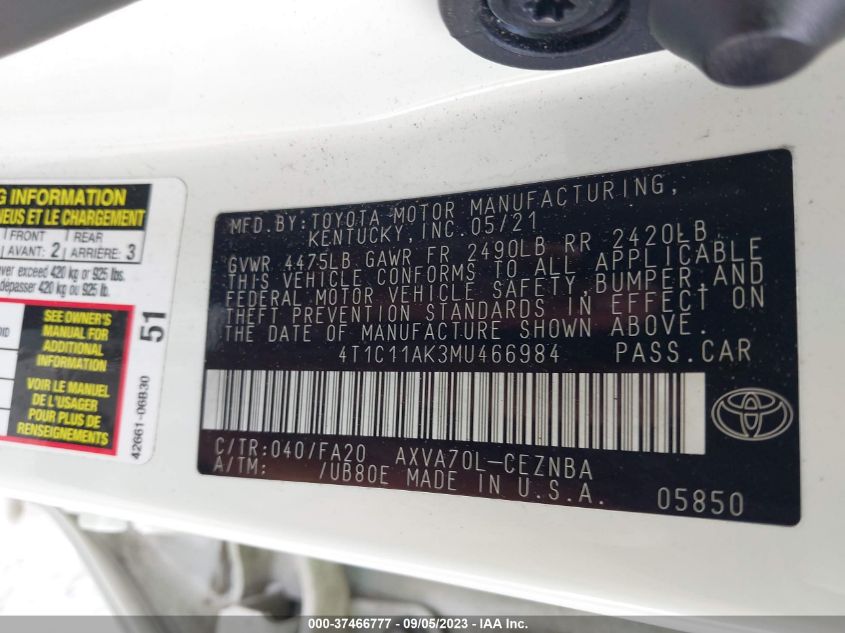 G INFORMATION
NEUS ET LE CHARGEMENT
FRONT REAR
AVANT: 2 ARRIÈRE: 3
ever exceed 420 kg or 925 lbs.
dépasser 420 kg ou 925 lb.
SEE OWNER'S
MANUAL FOR
ADDITIONAL
INFORMATION
VOIR LE MANUEL
DE L'USAGER
POUR PLUS DE
RENSEIGNEMENTS
51
42661-06B30
MFD.BY:TOYOTA MOTOR MANUFACTURING,
KENTUCKY,INC.05/21
GVWR 4475LB GAWR FR 2490LB RR 2420LB
THIS VEHICLE CONFORMS TO ALL APPLICABLE
FEDERAL MOTOR VEHICLE SAFETY,BUMPER,AND
THEFT PREVENTION STANDARDS IN EFFECT ON
THE DATE OF MANUFACTURE SHOWN ABOVE.
4T1C11AK3MU466984 PASS.CAR
C/TR:040/FA20 AXVA70L-CEZNBA
A/TM: /UB80E MADE IN U.S.A. 05850
Owner: 37466777 - 09/05/2023 - IAA Inc.